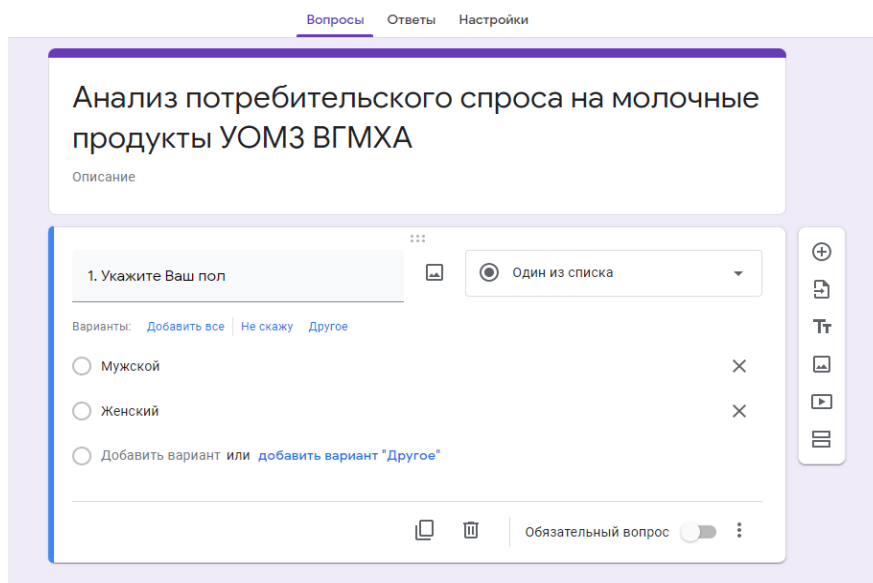 Вопросы Ответы Настройки
Анализ потребительского спроса на молочные
продукты УОМЗ ВГМХА
Описание
1. Укажите Ваш пол
Один из списка
Варианты: Добавить все Не скажу Другое
Мужской
Женский
Добавить вариант или добавить вариант "Другое"
Обязательный вопрос
Тт